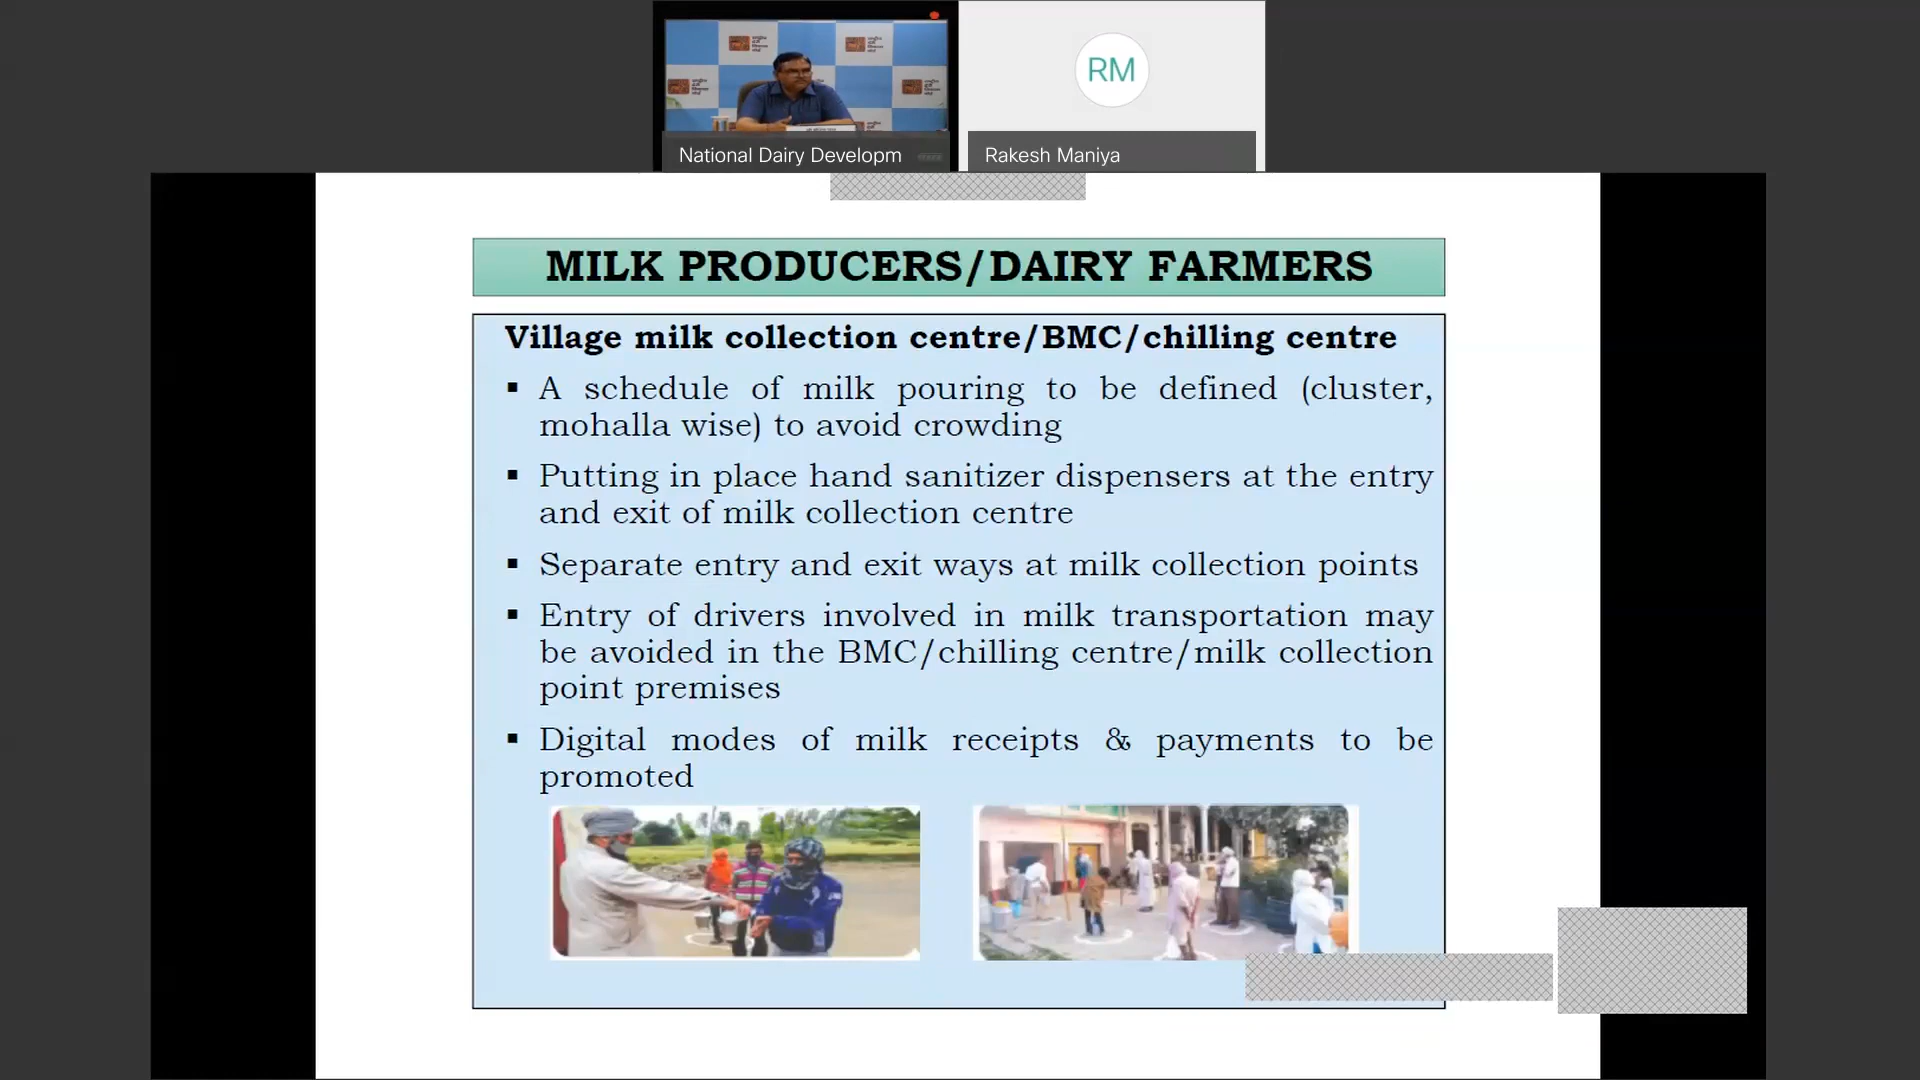 RM
National Dairy Developm
Rakesh Maniya
MILK PRODUCERS/DAIRY FARMERS
Village milk collection centre/BMC/chilling centre
▪ A schedule of milk pouring to be defined (cluster,
mohalla wise) to avoid crowding
▪ Putting in place hand sanitizer dispensers at the entry
and exit of milk collection centre
▪ Separate entry and exit ways at milk collection points
▪ Entry of drivers involved in milk transportation may
be avoided in the BMC/chilling centre/milk collection
point premises
▪ Digital modes of milk receipts & payments to be
promoted